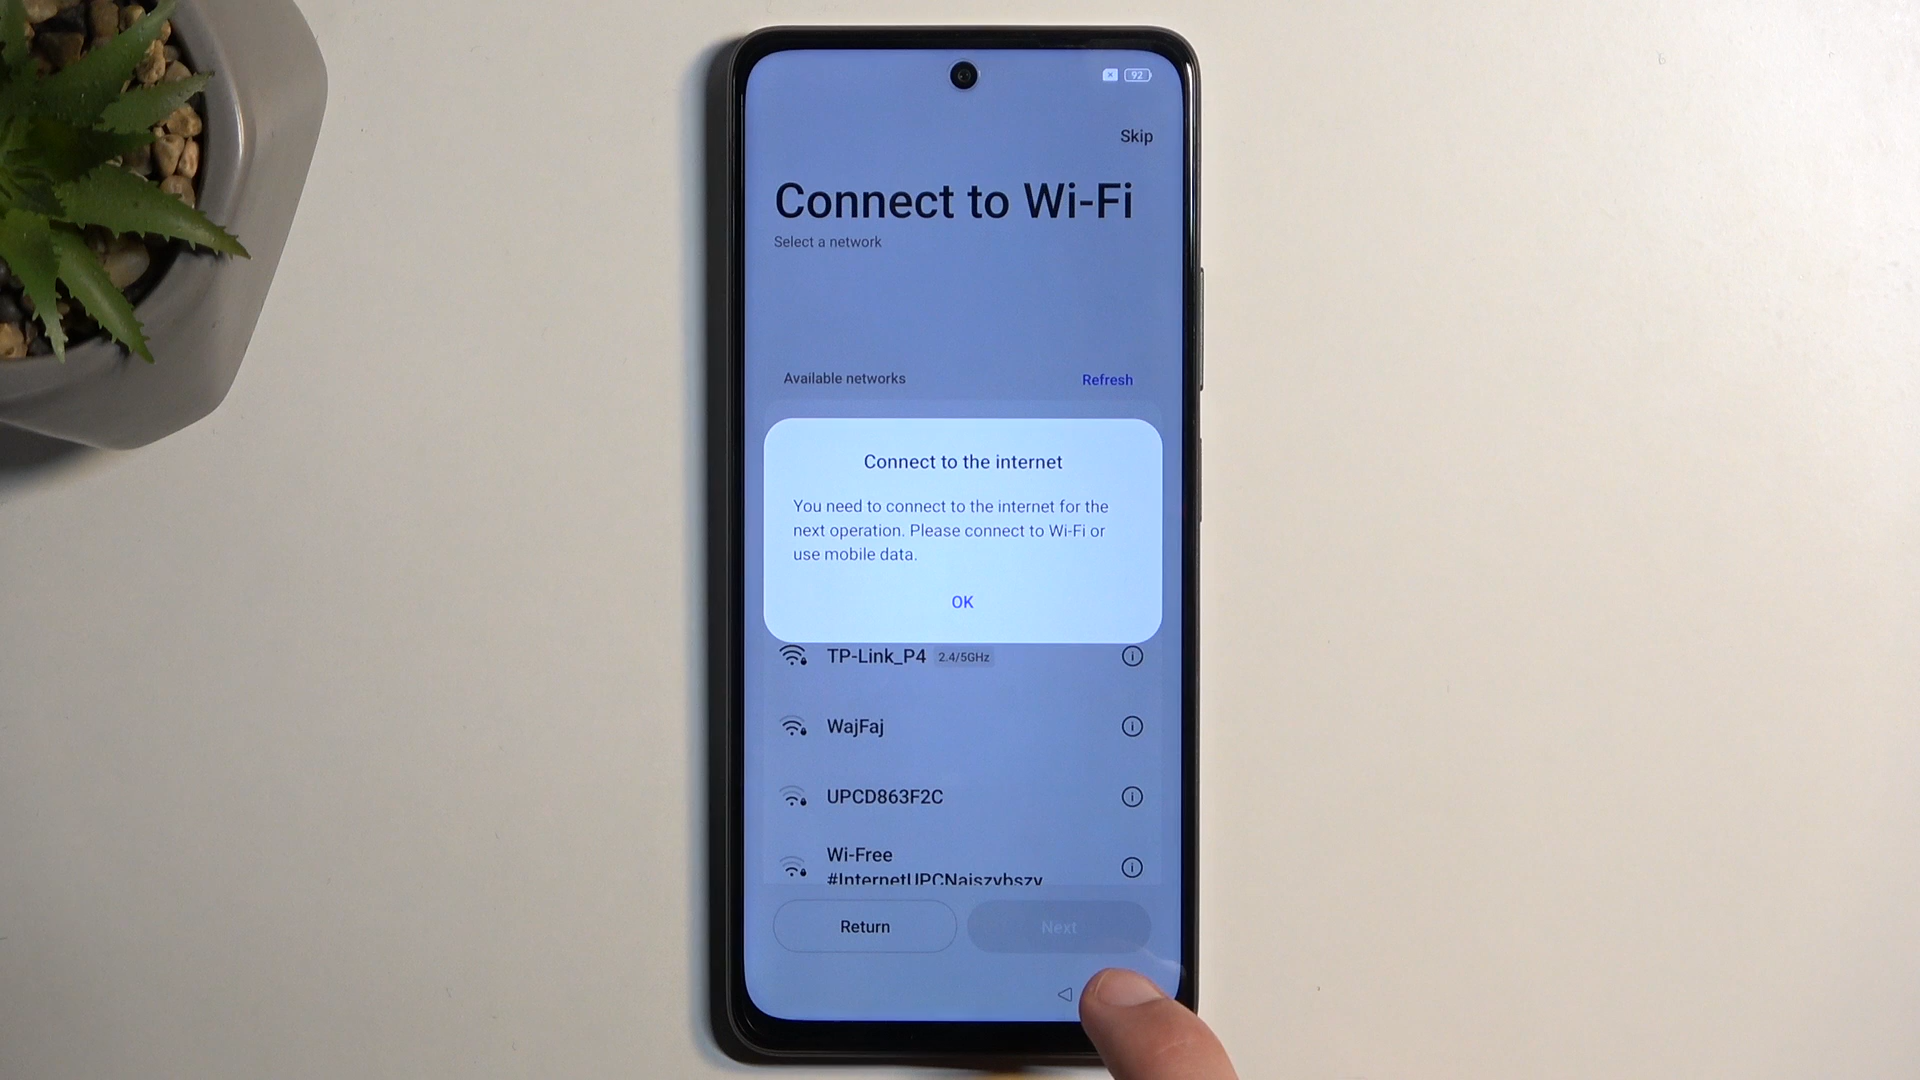 92
Skip
Connect to Wi-Fi
Select a network
Available networks
Refresh
Connect to the internet
You need to connect to the internet for the
next operation. Please connect to Wi-Fi or
use mobile data.
OK
TP-Link_P4 2.4/5GHz
WajFaj
UPCD863F2C
Wi-Free
#InternetUPCNajszybszy
Return
Next